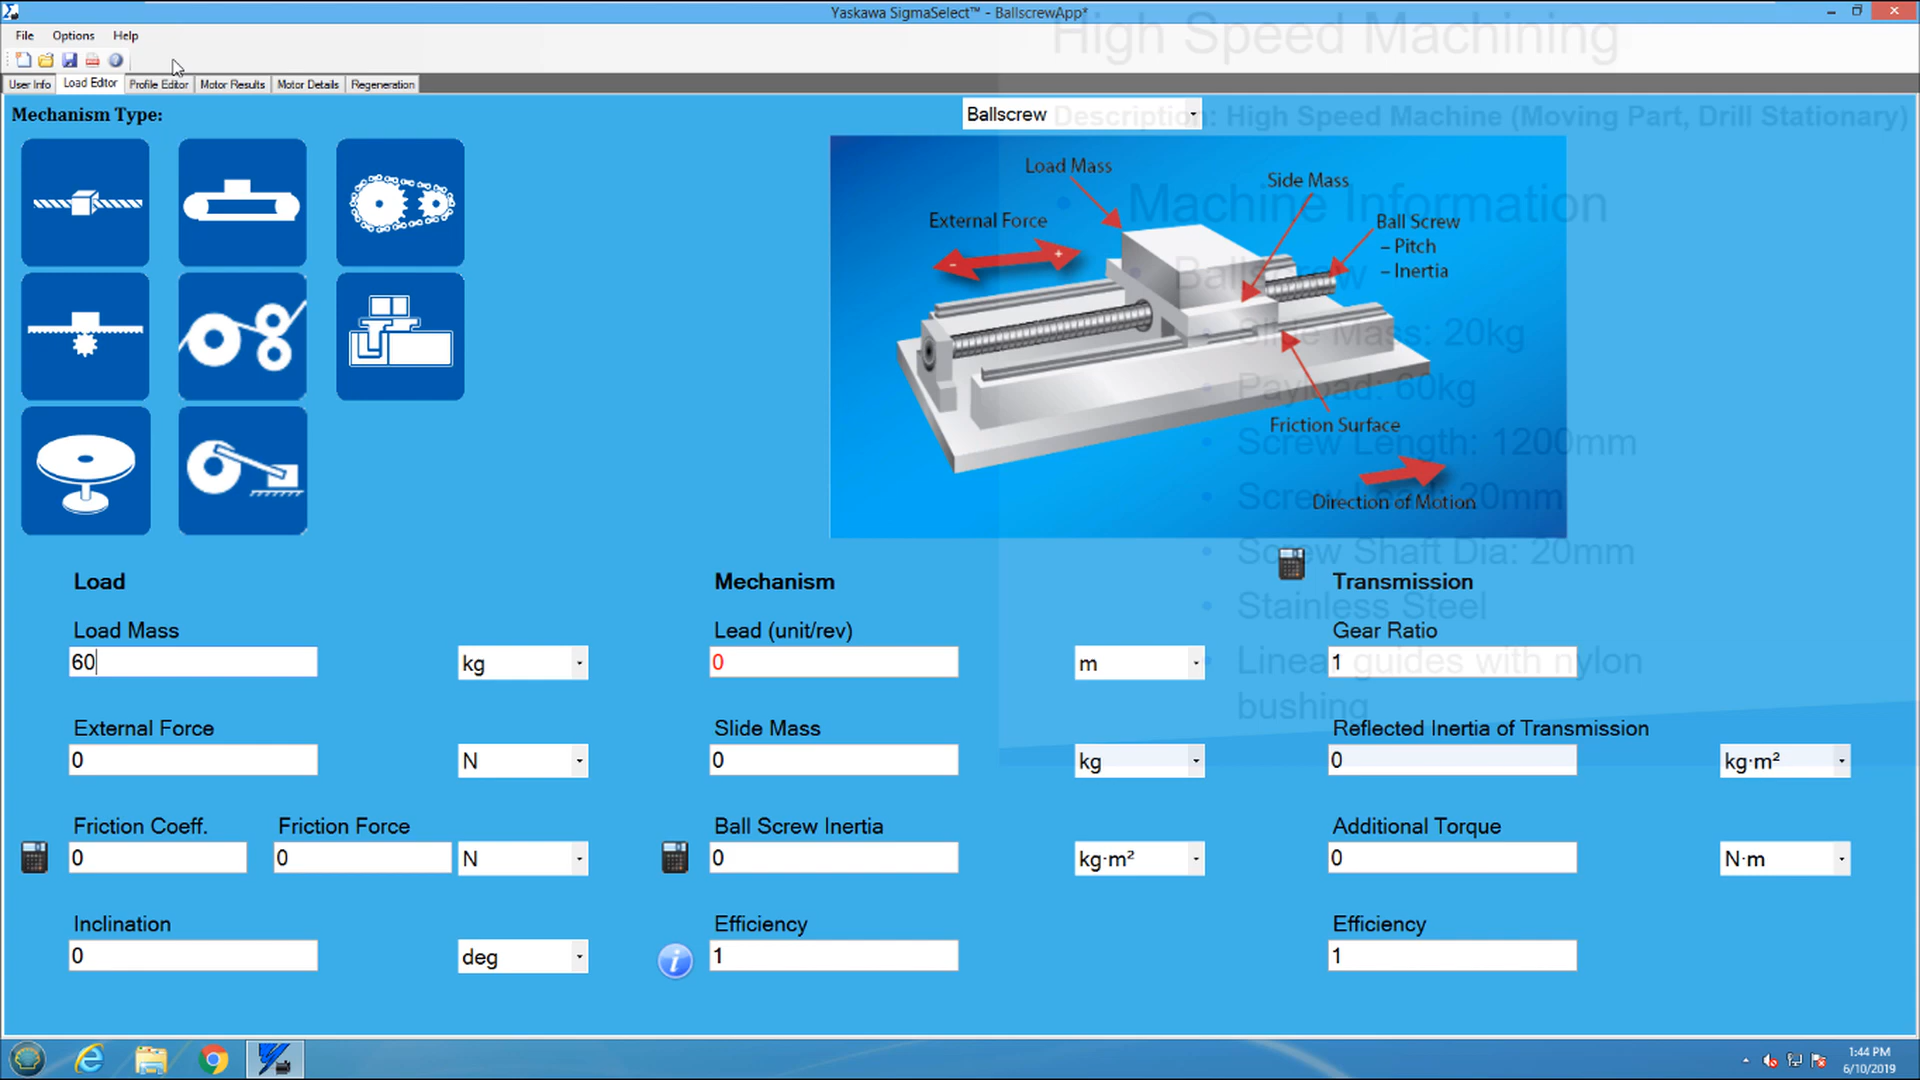 Yaskawa SigmaSelect™ - BallscrewApp*
File Options Help
User Info Load Editor Profile Editor Motor Results Motor Details Regeneration
High Speed Machining
Mechanism Type:
Ballscrew
Description: High Speed Machine (Moving Part, Drill Stationary)
Load Mass
Side Mass
External Force
Ball Screw
– Pitch
– Inertia
- +
Friction Surface
Direction of Motion
• Machine Information
• Ballscrew
• Slide Mass: 20kg
• Payload: 60kg
• Screw Length: 1200mm
• Screw Lead: 20mm
• Screw Shaft Dia: 20mm
• Stainless Steel
• Linear guides with nylon
bushing
Load
Load Mass
60 kg
External Force
0 N
Friction Coeff. Friction Force
0 0 N
Inclination
0 deg
Mechanism
Lead (unit/rev)
0 m
Slide Mass
0 kg
Ball Screw Inertia
0 kg·m²
Efficiency
i 1
Transmission
Gear Ratio
1
Reflected Inertia of Transmission
0 kg·m²
Additional Torque
0 N·m
Efficiency
1
1:44 PM
6/10/2019